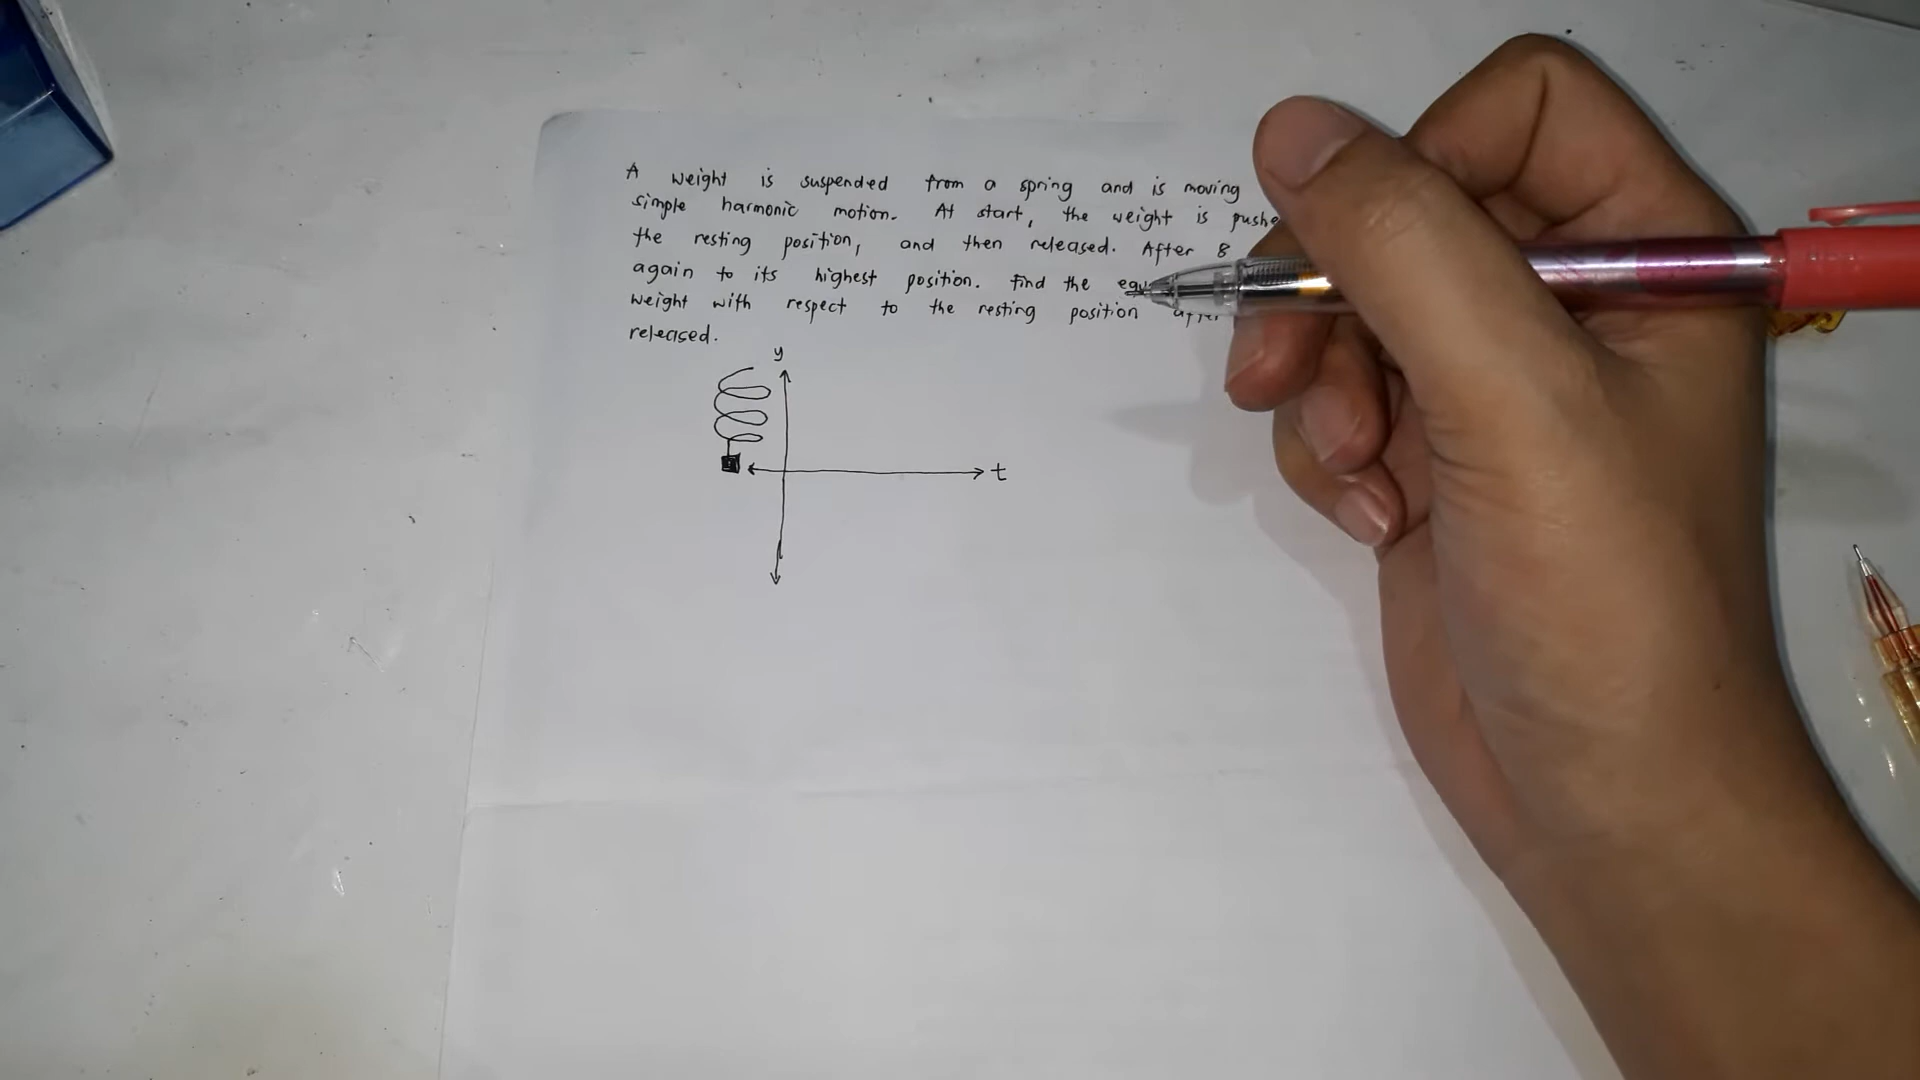 A weight is suspended from a spring and is moving
simple harmonic motion. At start, the weight is pushe
the resting position, and then released. After 8
again to its highest position. Find the equ
weight with respect to the resting position after
released.
y
t